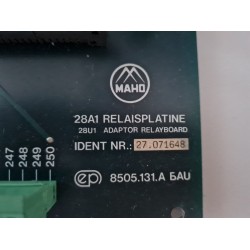 MAHO
28A1 RELAISPLATINE
28U1 ADAPTOR RELAYBOARD
IDENT NR.: 27.071648
ep 8505.131.A БAU
247
248
249
250